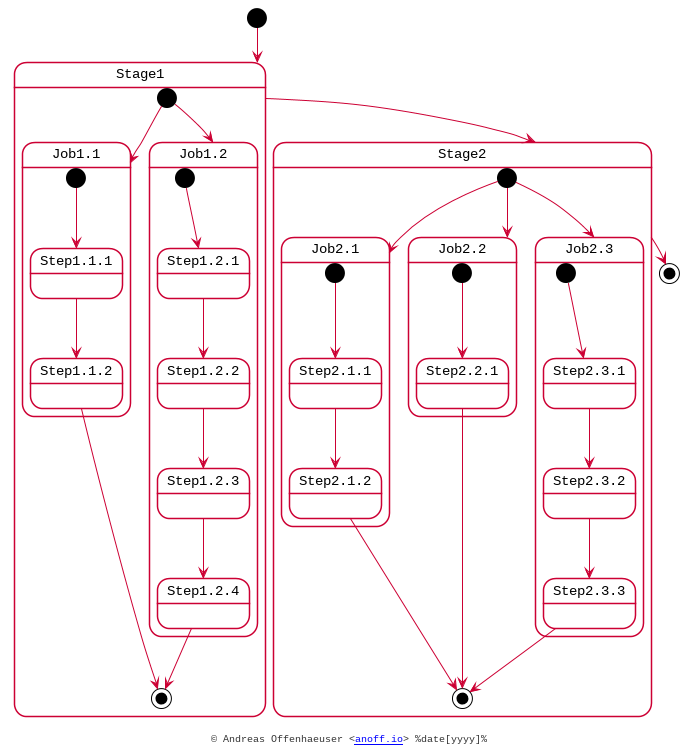 Stage1
Job1.1
Job1.2
Stage2
Step1.1.1
Step1.2.1
Job2.1
Job2.2
Job2.3
Step1.1.2
Step1.2.2
Step2.1.1
Step2.2.1
Step2.3.1
Step1.2.3
Step2.1.2
Step2.3.2
Step1.2.4
Step2.3.3
© Andreas Offenhaeuser <anoff.io> %date[yyyy]%